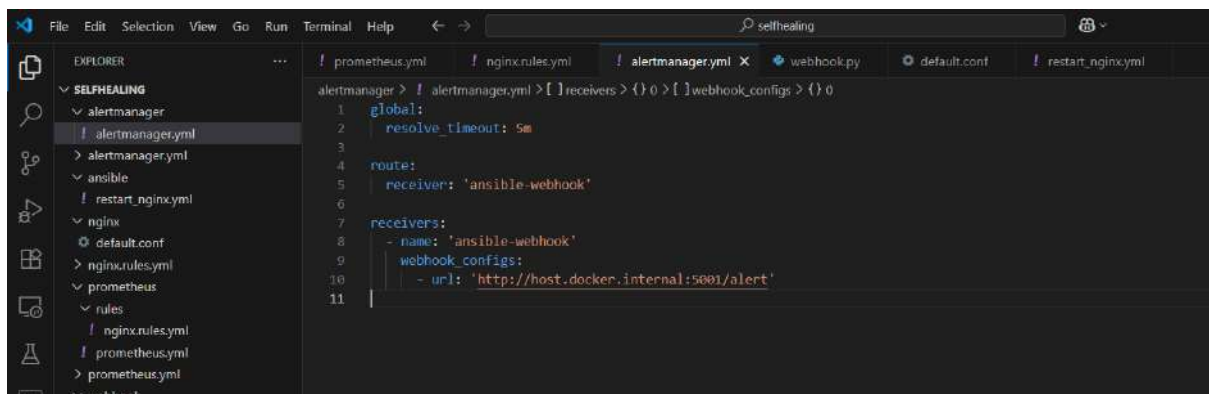 File Edit Selection View Go Run Terminal Help selfhealing
EXPLORER ...
SELFHEALING
alertmanager
! alertmanager.yml
> alertmanager.yml
ansible
! restart_nginx.yml
nginx
default.conf
> nginx.rules.yml
prometheus
rules
! nginx.rules.yml
! prometheus.yml
> prometheus.yml
! prometheus.yml ! nginx.rules.yml ! alertmanager.yml X webhook.py default.conf ! restart_nginx.yml
alertmanager > ! alertmanager.yml > [ ] receivers > {} 0 > [ ] webhook_configs > {} 0
1 global:
2 resolve_timeout: 5m
3
4 route:
5 receiver: 'ansible-webhook'
6
7 receivers:
8 - name: 'ansible-webhook'
9 webhook_configs:
10 - url: 'http://host.docker.internal:5001/alert'
11